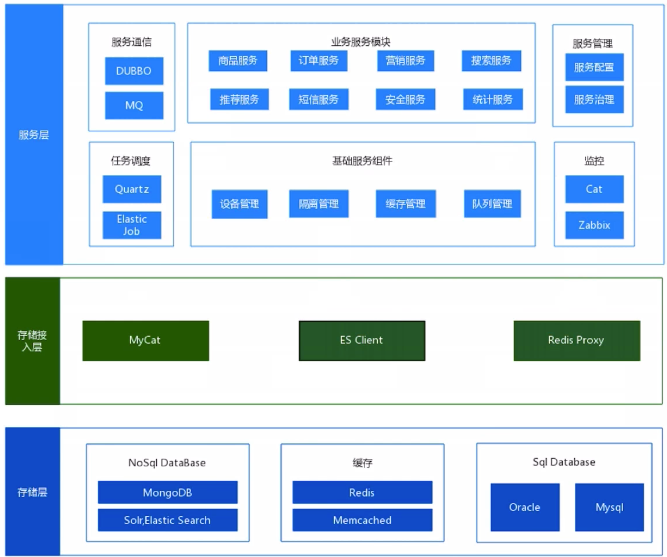 服务层
服务通信
DUBBO
MQ
业务服务模块
商品服务
订单服务
营销服务
搜索服务
推荐服务
短信服务
安全服务
统计服务
服务管理
服务配置
服务治理
任务调度
Quartz
Elastic
Job
基础服务组件
设备管理
隔离管理
缓存管理
队列管理
监控
Cat
Zabbix
存储接
入层
MyCat
ES Client
Redis Proxy
存储层
NoSql DataBase
MongoDB
Solr,Elastic Search
缓存
Redis
Memcached
Sql Database
Oracle
Mysql